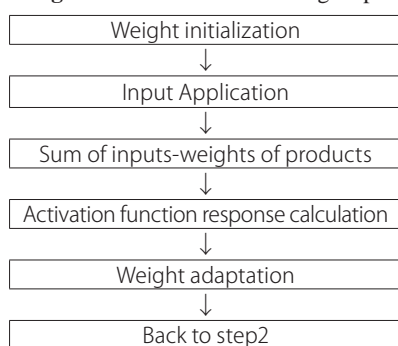 Weight initialization
↓
Input Application
↓
Sum of inputs-weights of products
↓
Activation function response calculation
↓
Weight adaptation
↓
Back to step2